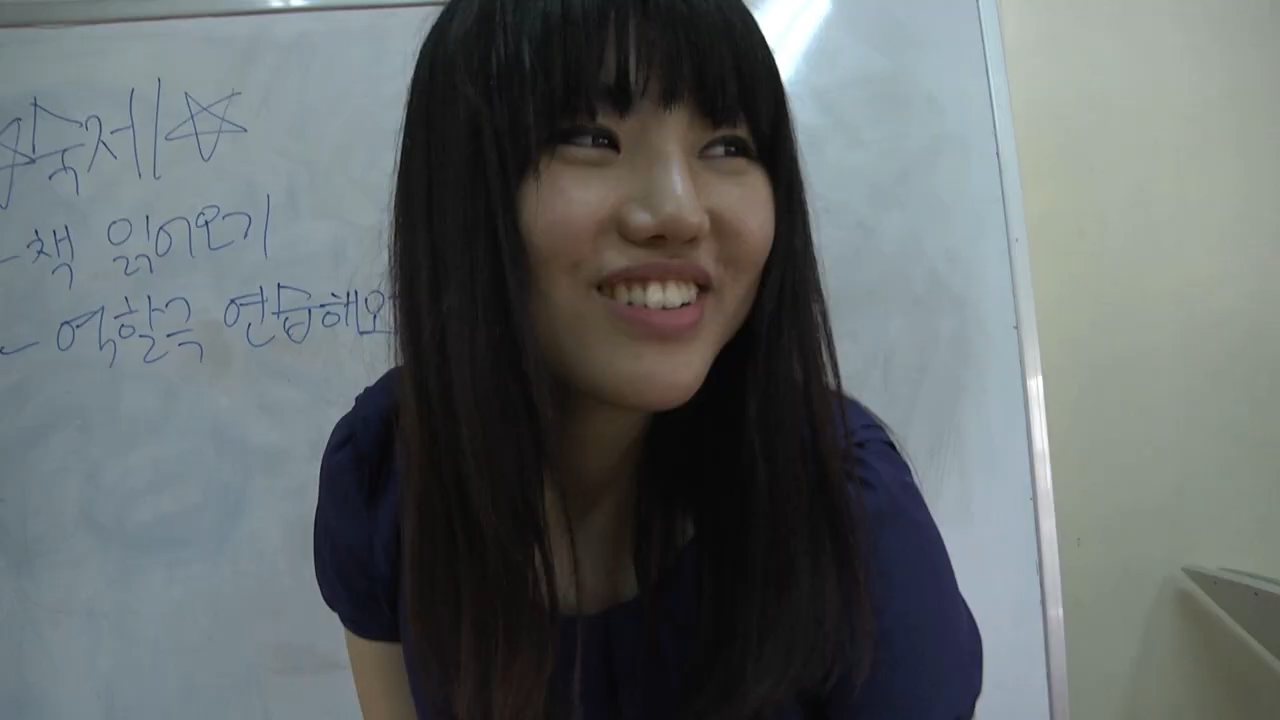 ☆숙제☆
- 책 읽어오기
- 역할극 연습해오